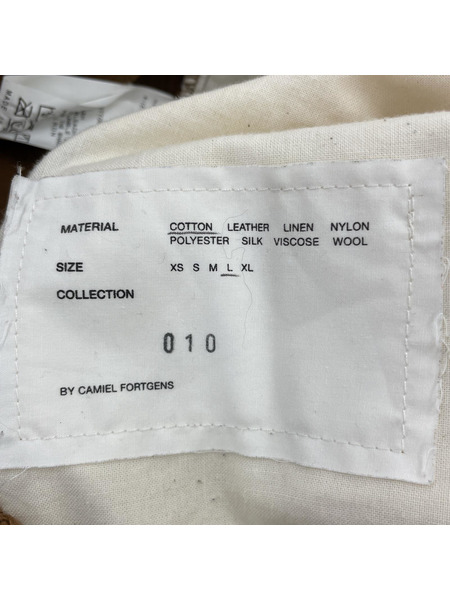 MATERIAL COTTON LEATHER LINEN NYLON
POLYESTER SILK VISCOSE WOOL
SIZE XS S M L XL
COLLECTION
010
BY CAMIEL FORTGENS